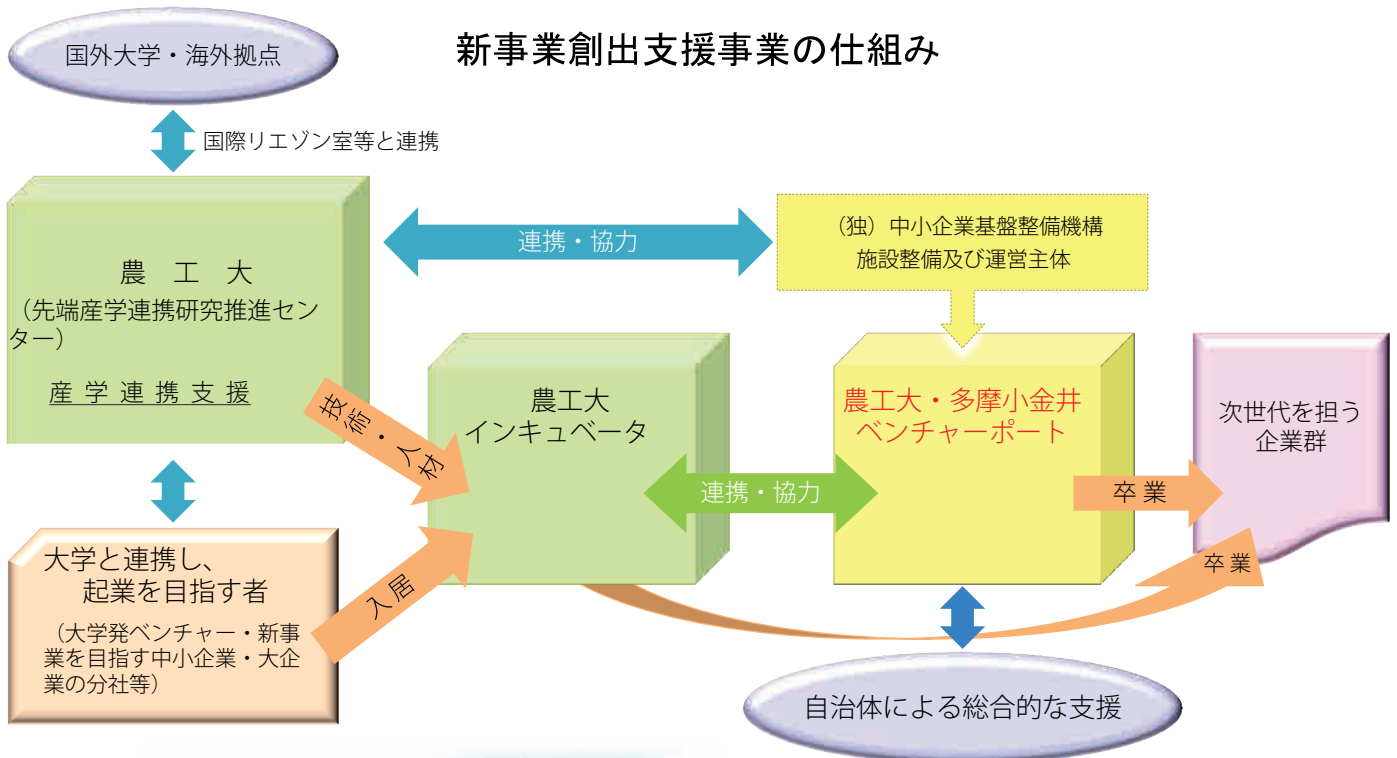 新事業創出支援事業の仕組み
国外大学・海外拠点
国際リエゾン室等と連携
農 工 大
（先端産学連携研究推進セン
ター）
産 学 連 携 支 援
連携・協力
（独）中小企業基盤整備機構
施設整備及び運営主体
技術・人材
農工大
インキュベータ
連携・協力
農工大・多摩小金井
ベンチャーポート
卒 業
次世代を担う
企業群
大学と連携し、
起業を目指す者
（大学発ベンチャー・新事
業を目指す中小企業・大企
業の分社等）
入居
卒 業
自治体による総合的な支援